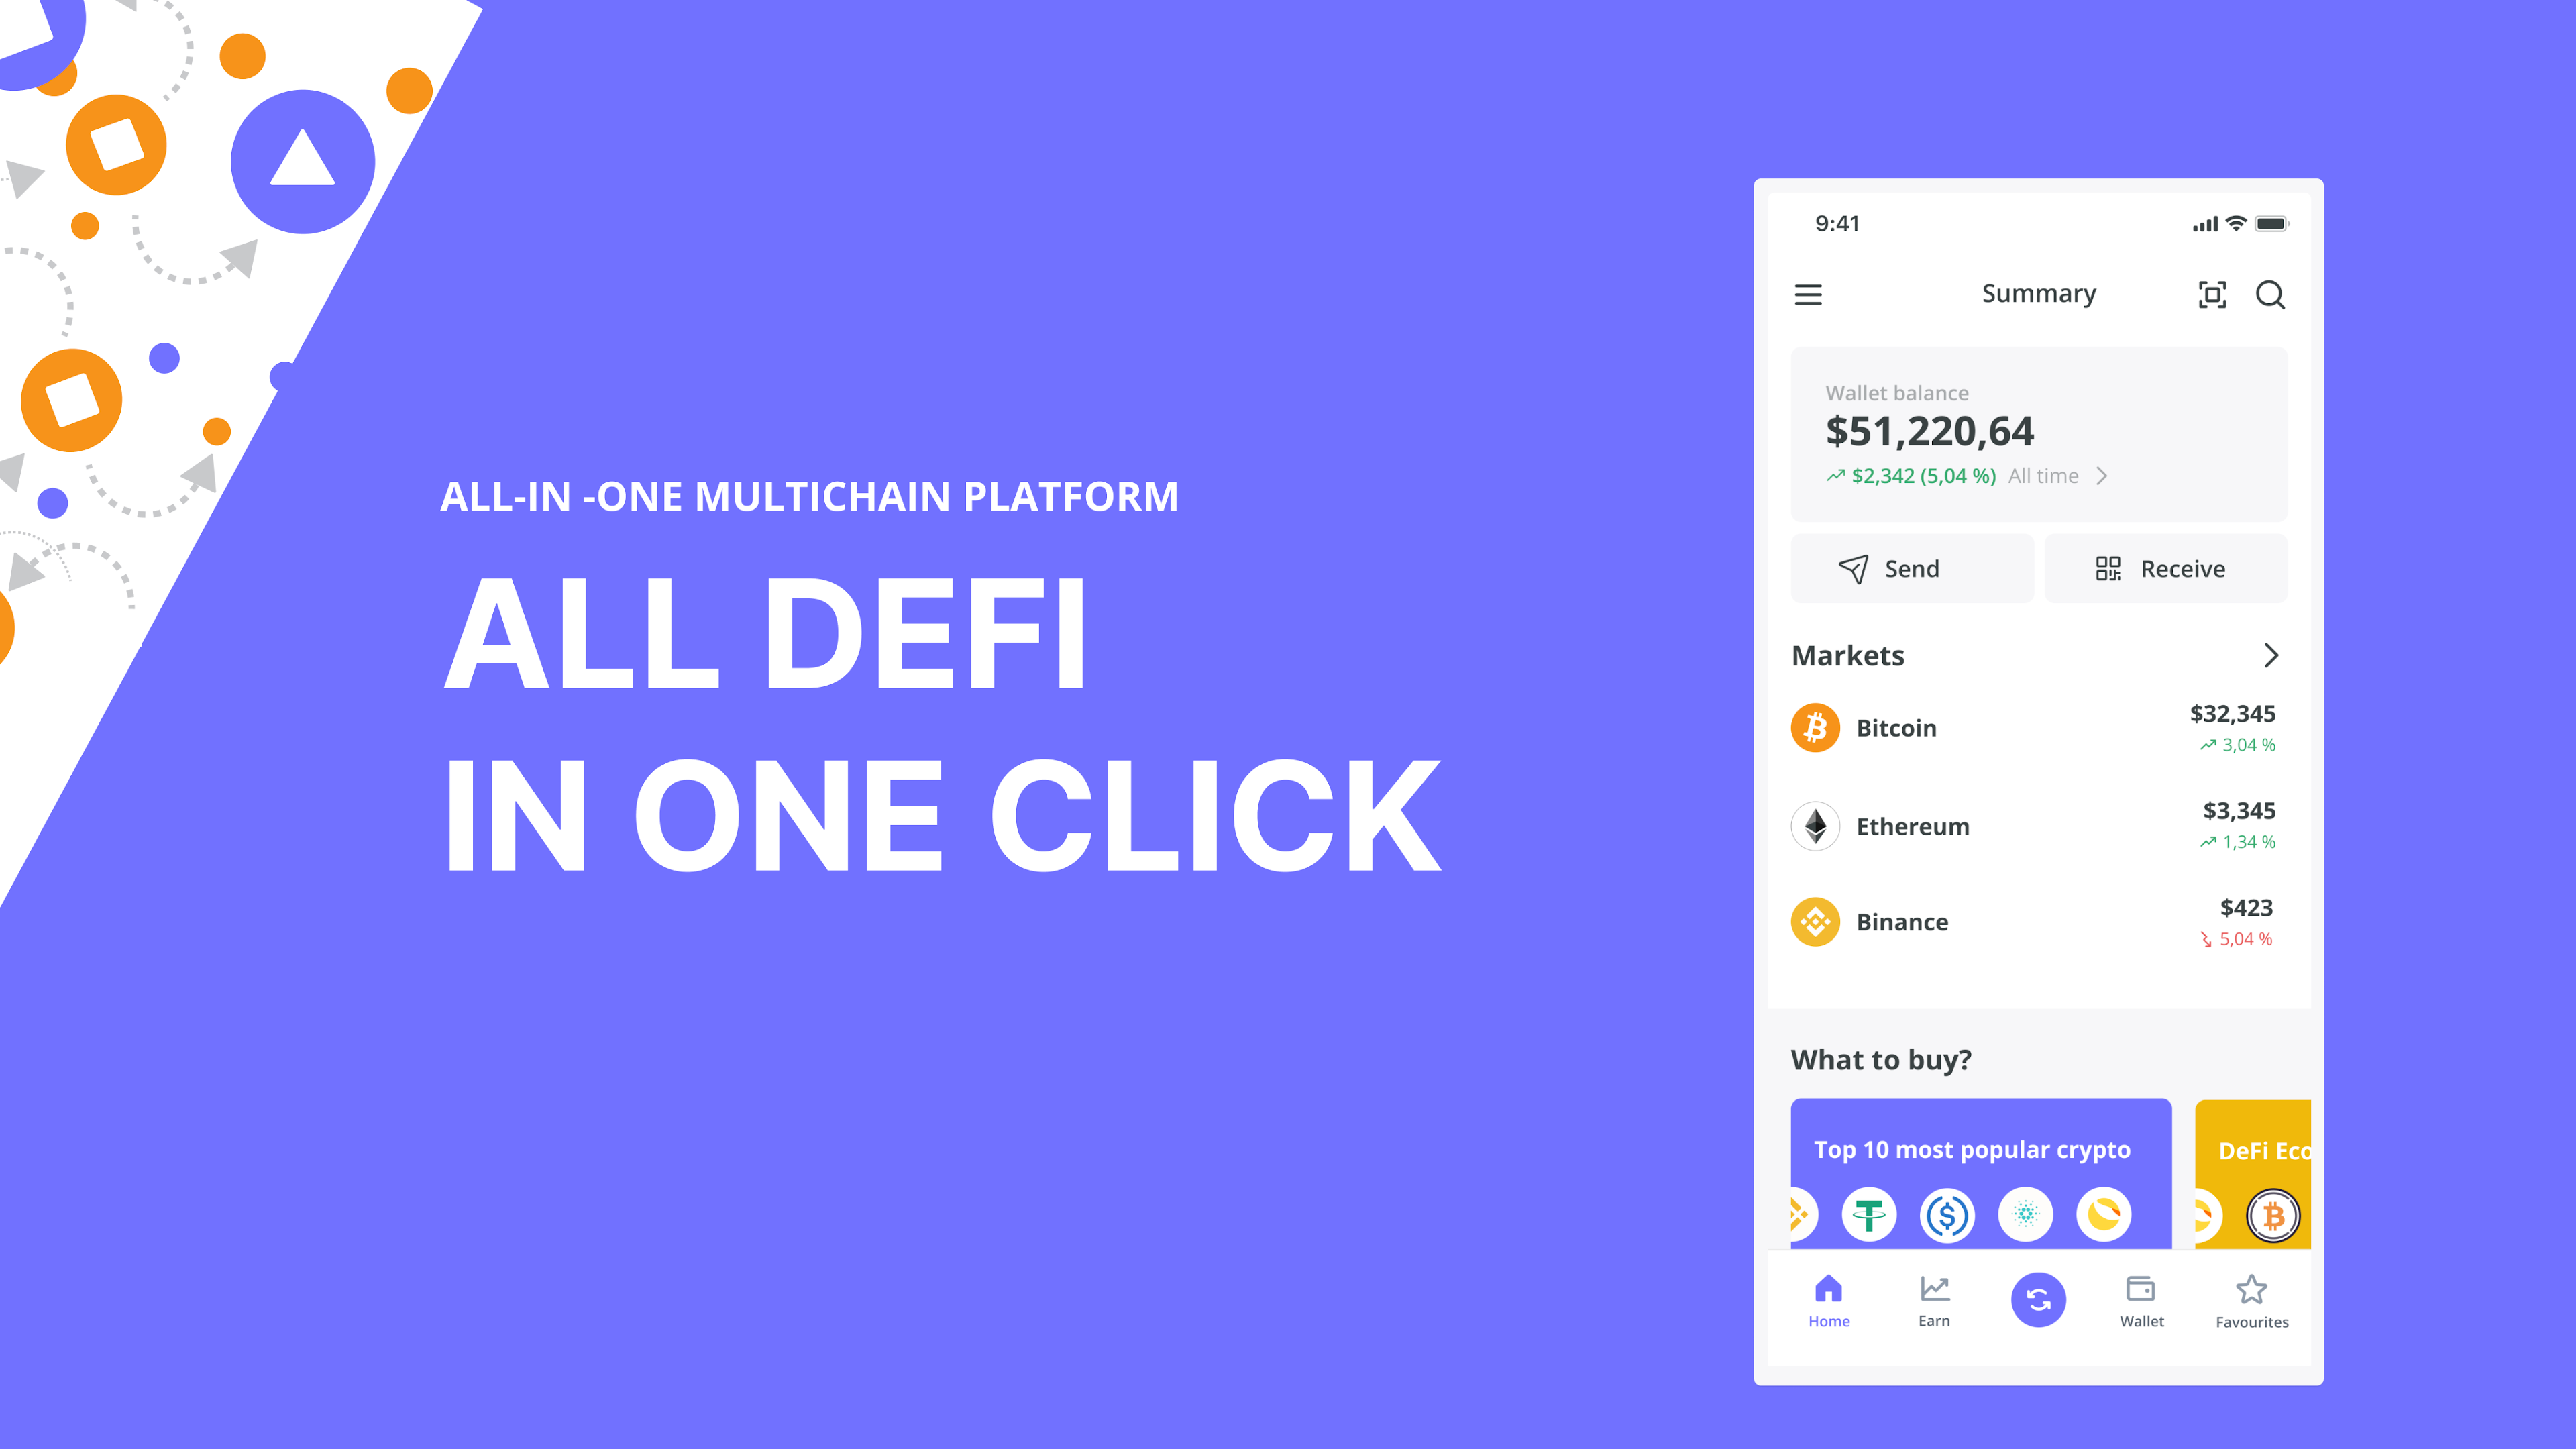 ALL-IN -ONE MULTICHAIN PLATFORM
ALL DEFI
IN ONE CLICK
9:41
Summary
Wallet balance
$51,220,64
$2,342 (5,04 %) All time
Send
Receive
Markets
Bitcoin
$32,345
3,04 %
Ethereum
$3,345
1,34 %
Binance
$423
5,04 %
What to buy?
Top 10 most popular crypto
DeFi Eco
Home
Earn
Wallet
Favourites